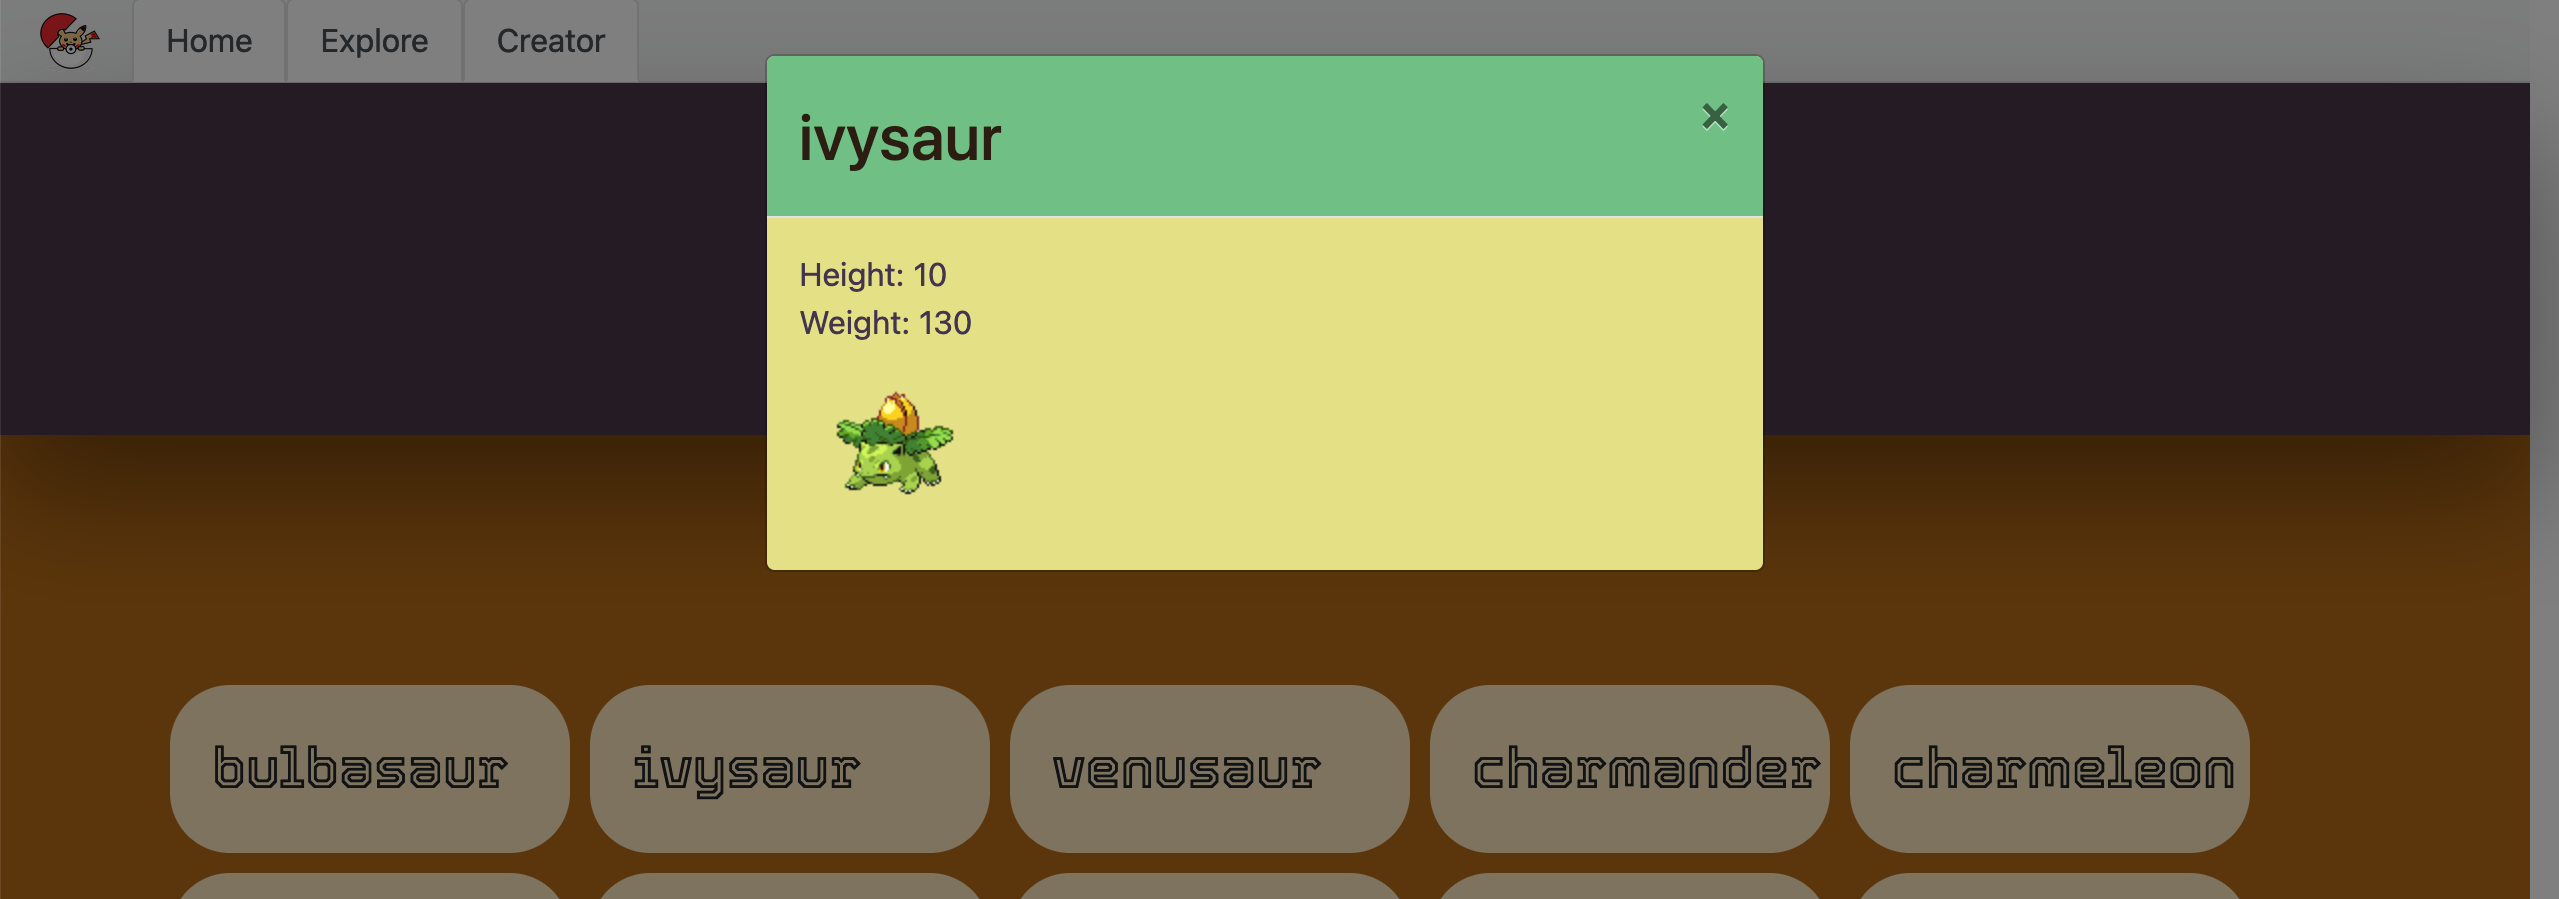 Home Explore Creator
ivysaur ×
Height: 10
Weight: 130
bulbasaur ivysaur venusaur charmander charmeleon